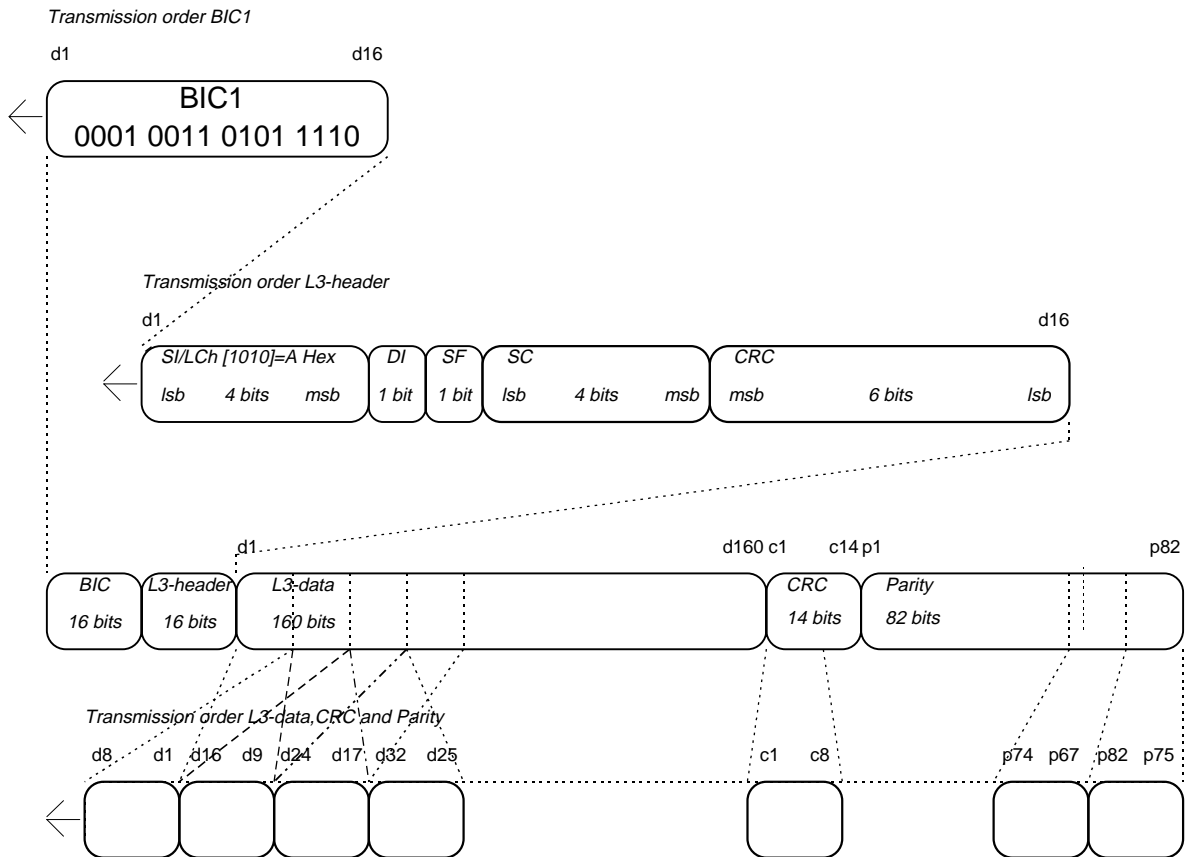 Transmission order BIC1
d1 d16
BIC1
0001 0011 0101 1110
Transmission order L3-header
d1 d16
SI/LCh [1010]=A Hex DI SF SC CRC
lsb 4 bits msb 1 bit 1 bit lsb 4 bits msb msb 6 bits lsb
d1 d160 c1 c14 p1 p82
BIC L3-header L3-data CRC Parity
16 bits 16 bits 160 bits 14 bits 82 bits
Transmission order L3-data,CRC and Parity
d8 d1 d16 d9 d24 d17 d32 d25 c1 c8 p74 p67 p82 p75